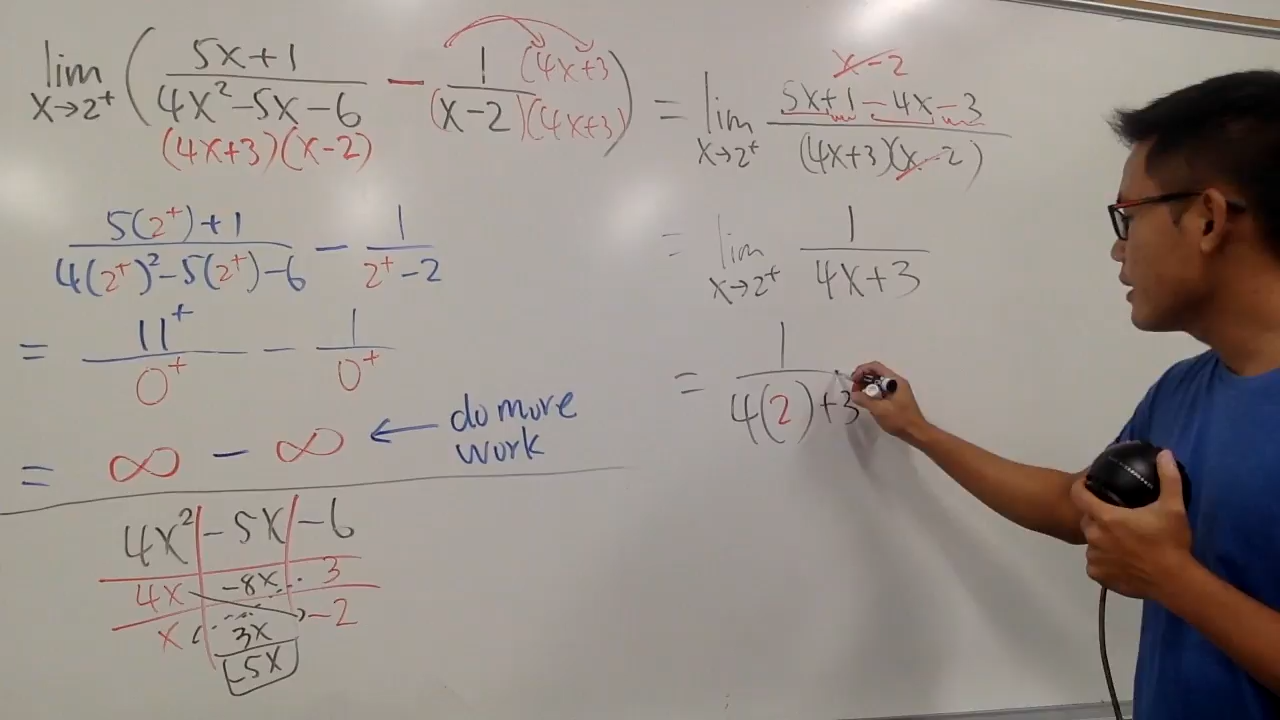 lim x→2⁺ ( (5x+1)/(4x²-5x-6) - 1(4x+3)/((x-2)(4x+3)) )
(4x+3)(x-2)
5(2⁺)+1 / (4(2⁺)²-5(2⁺)-6) - 1/(2⁺-2)
= 11⁺/0⁺ - 1/0⁺
= ∞ - ∞ ← do more work
4x² | -5x | -6
4x | -8x | 3
x | 3x | -2
-5x
x-2
= lim x→2⁺ (5x+1-4x-3)/((4x+3)(x-2))
= lim x→2⁺ 1/(4x+3)
= 1/(4(2)+3